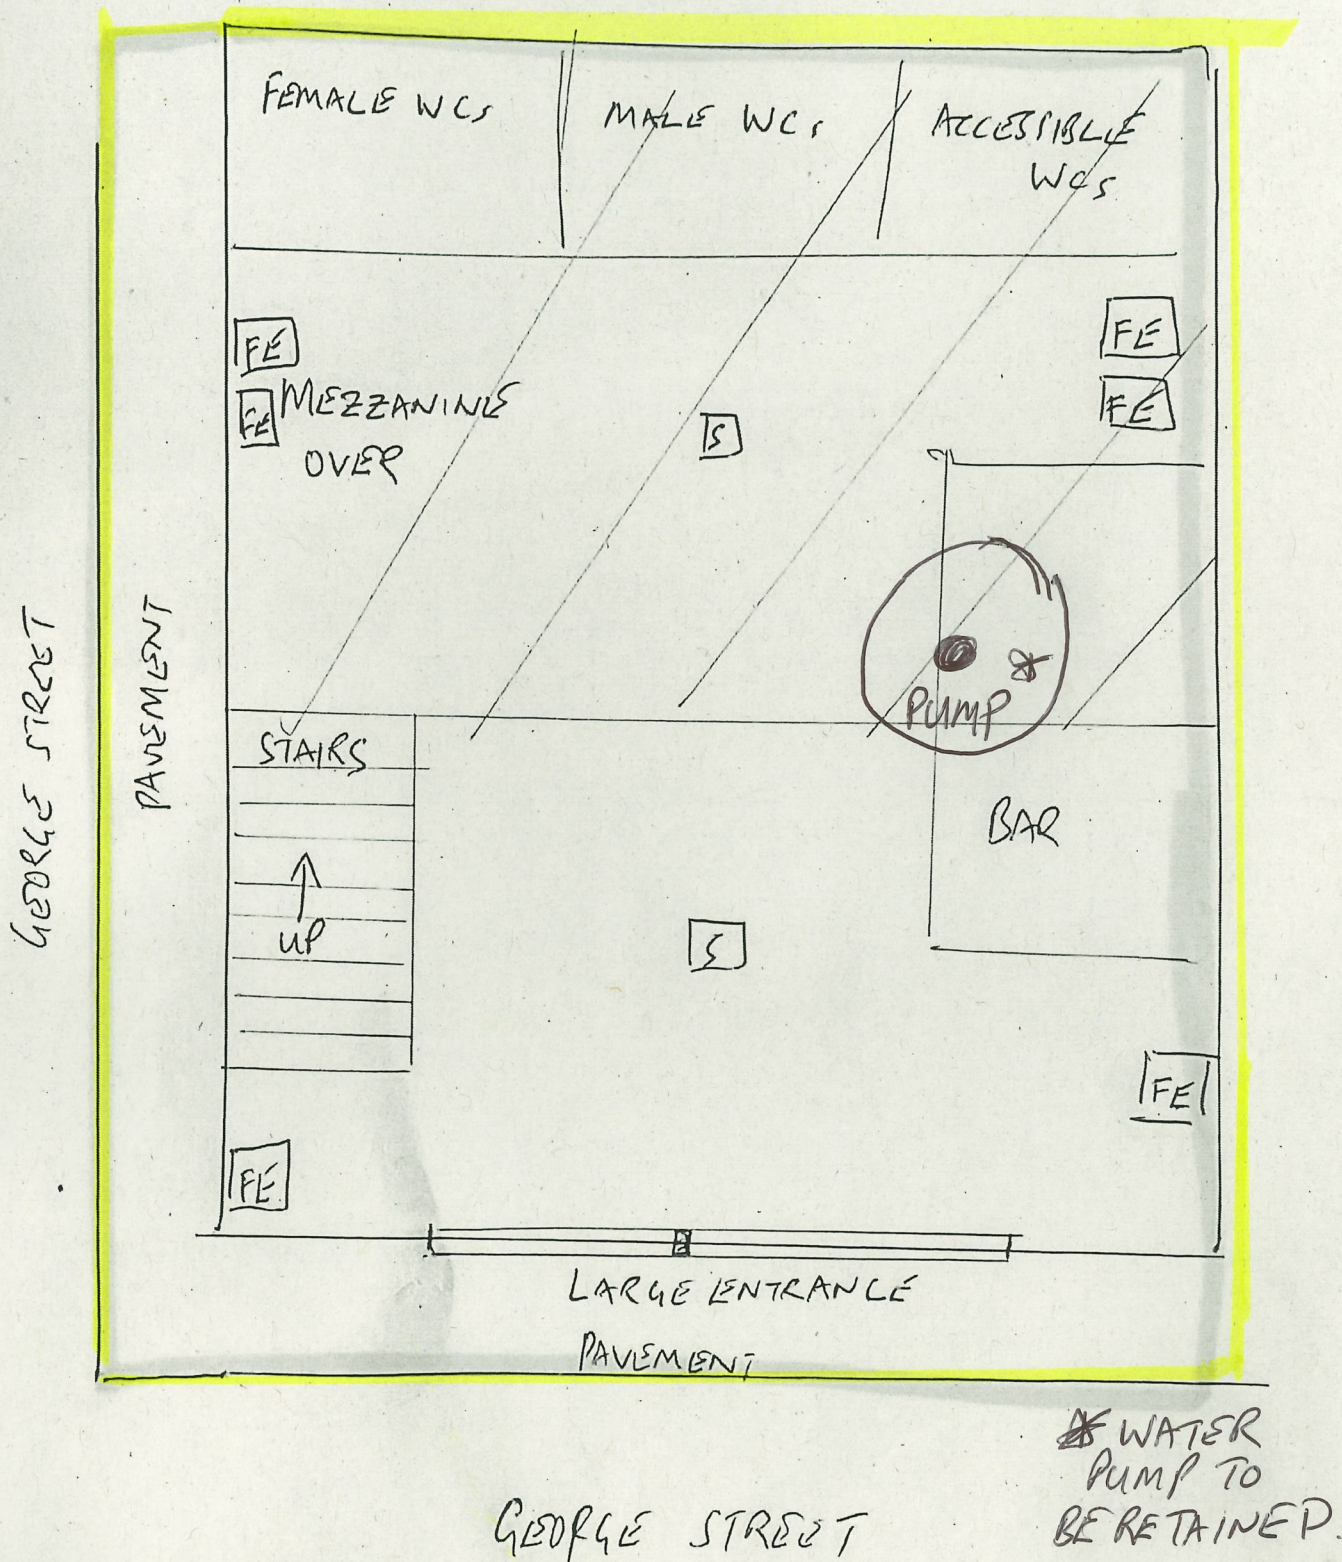 FEMALE WCs
MALE WCs
ACCESSIBLE
WCs
FE
FE
MEZZANINE
OVER
S
FE
FE
GEORGE STREET
PAVEMENT
PUMP *
STAIRS
UP
BAR
S
FE
FE
LARGE ENTRANCE
PAVEMENT
* WATER
PUMP TO
BE RETAINED.
GEORGE STREET